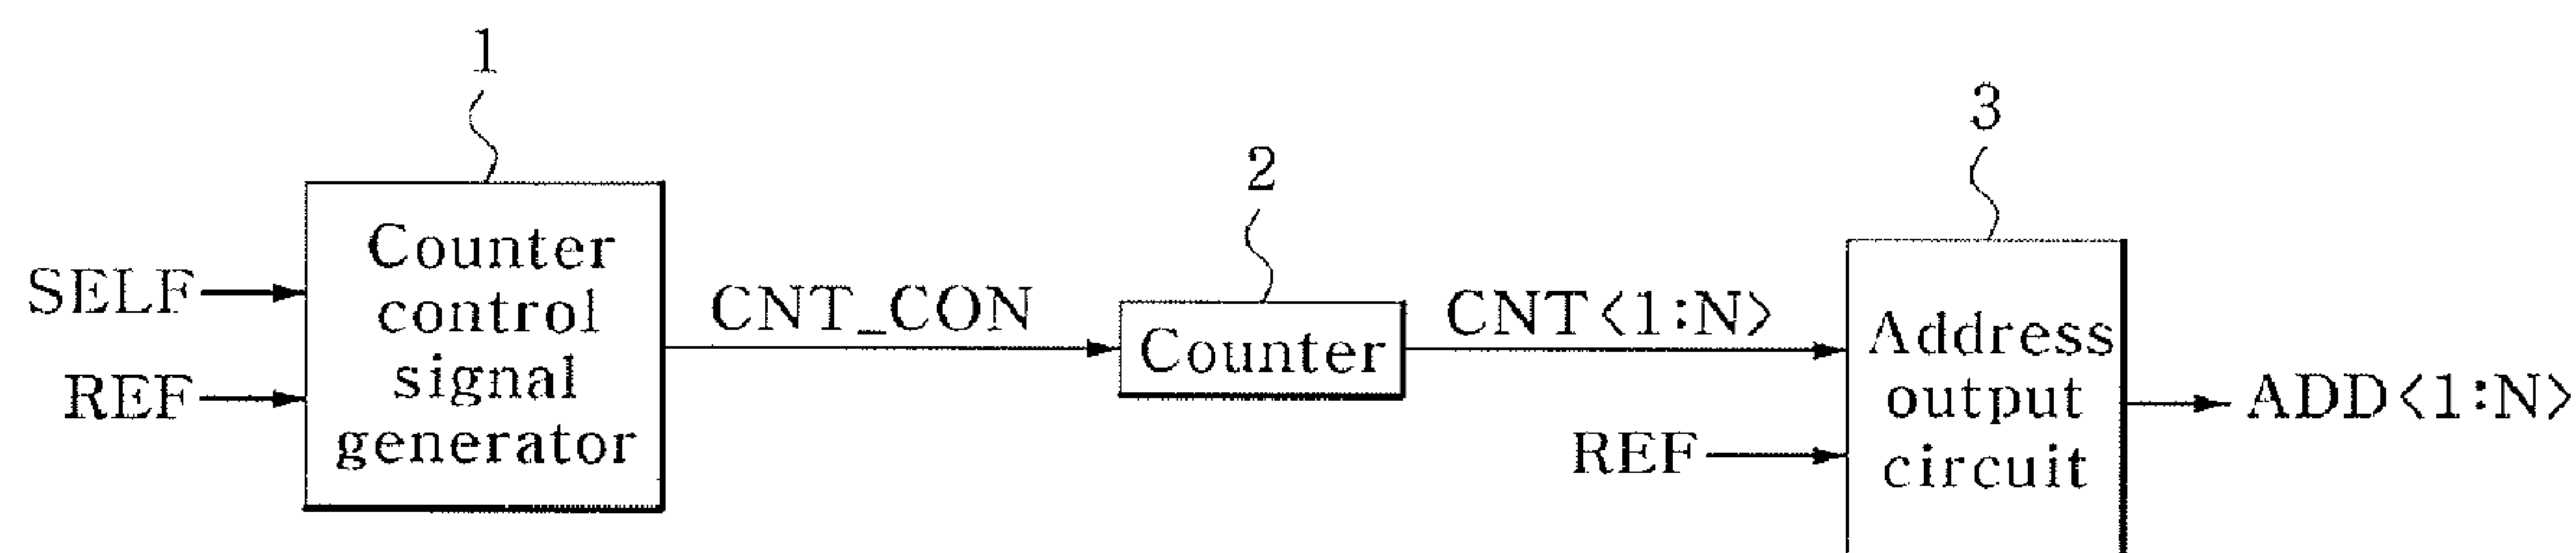 1
2
3
SELF
REF
Counter
control
signal
generator
CNT_CON
Counter
CNT<1:N>
REF
Address
output
circuit
ADD<1:N>